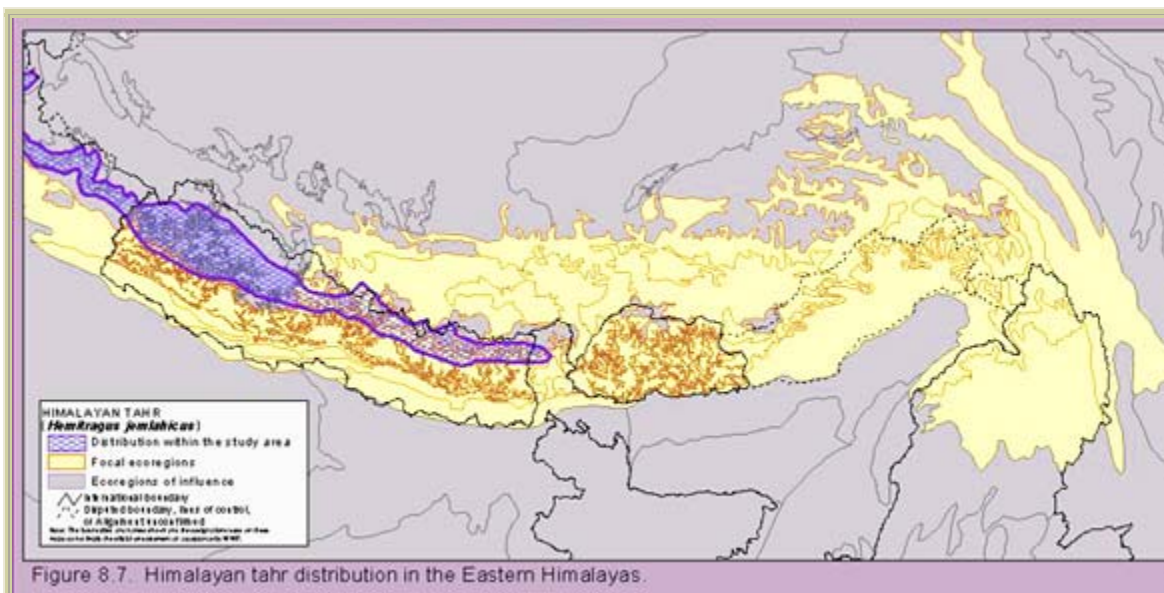 HIMALAYAN TAHR
(Hemitragus jemlahicus)
Distribution within the study area
Focal ecoregions
Ecoregions of influence
International boundary
Disputed boundary, lines of control,
or Alignment unconfirmed
Figure 8.7. Himalayan tahr distribution in the Eastern Himalayas.